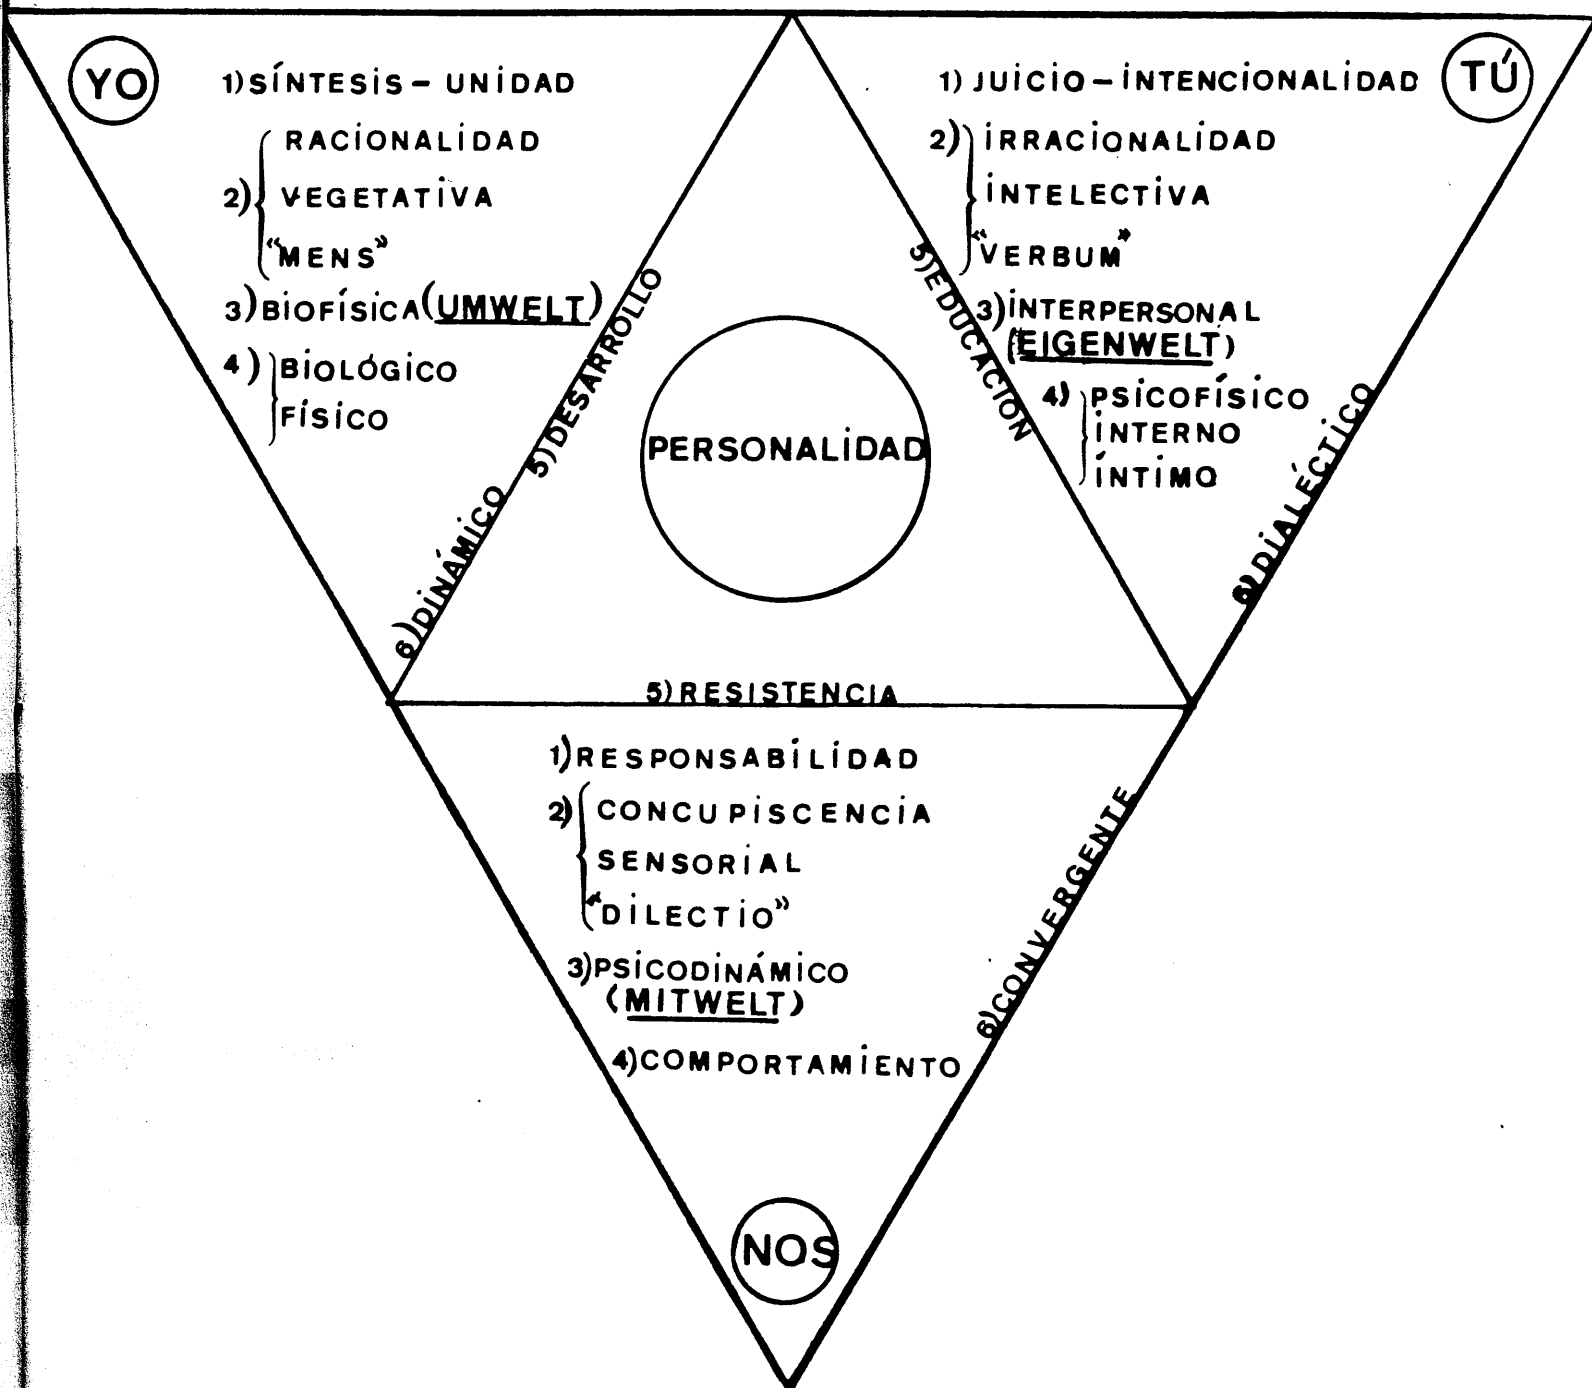 YO
1) SÍNTESIS – UNIDAD
2) RACIONALIDAD
VEGETATIVA
“MENS”
3) BIOFÍSICA (UMWELT)
4) BIOLÓGICO
FÍSICO
5) DESARROLLO
6) DINÁMICO
TÚ
1) JUICIO – INTENCIONALIDAD
2) IRRACIONALIDAD
INTELECTIVA
“VERBUM”
3) INTERPERSONAL
(EIGENWELT)
4) PSICOFÍSICO
INTERNO
ÍNTIMO
5) EDUCACIÓN
6) DIALÉCTICO
PERSONALIDAD
5) RESISTENCIA
1) RESPONSABILIDAD
2) CONCUPISCENCIA
SENSORIAL
“DILECTIO”
3) PSICODINÁMICO
(MITWELT)
4) COMPORTAMIENTO
6) CONVERGENTE
NOS